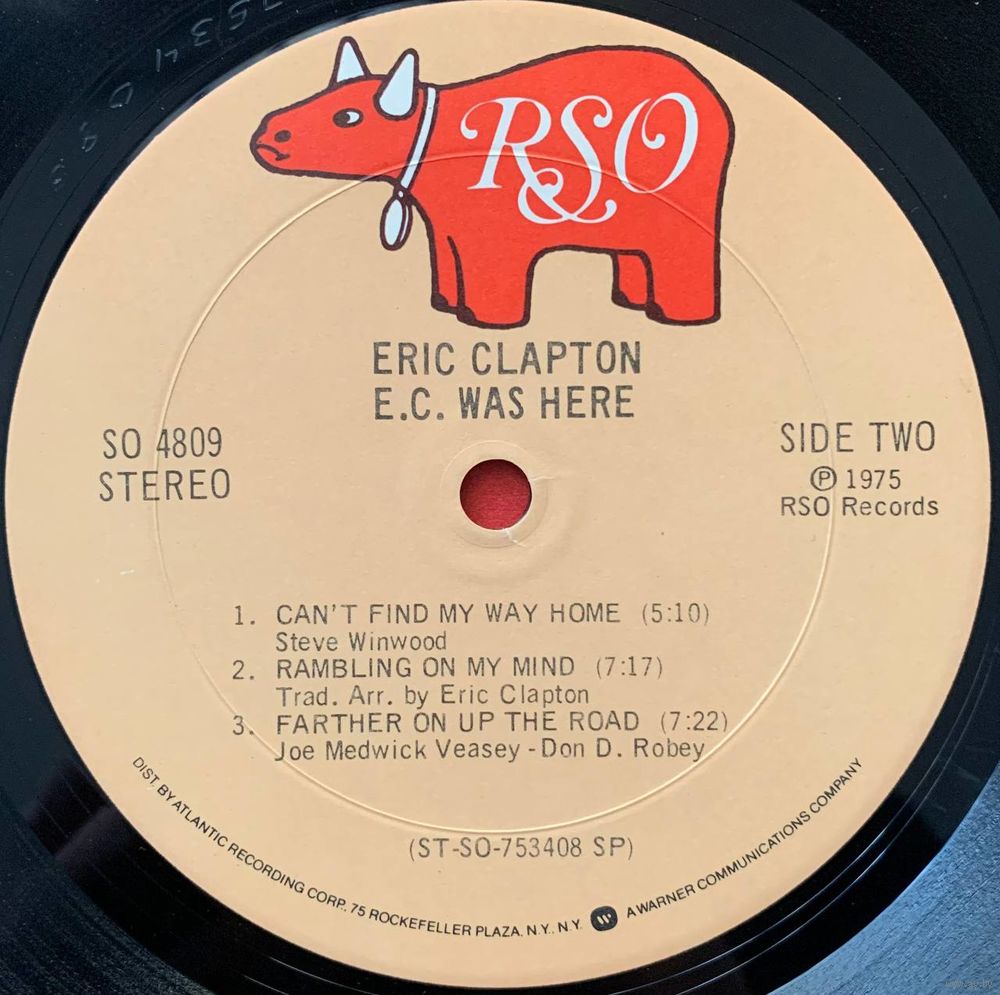 RSO
ERIC CLAPTON
E.C. WAS HERE
SO 4809
STEREO
SIDE TWO
℗ 1975
RSO Records
1. CAN'T FIND MY WAY HOME (5:10)
Steve Winwood
2. RAMBLING ON MY MIND (7:17)
Trad. Arr. by Eric Clapton
3. FARTHER ON UP THE ROAD (7:22)
Joe Medwick Veasey - Don D. Robey
(ST-SO-753408 SP)
DIST. BY ATLANTIC RECORDING CORP., 75 ROCKEFELLER PLAZA, N.Y., N.Y. W A WARNER COMMUNICATIONS COMPANY